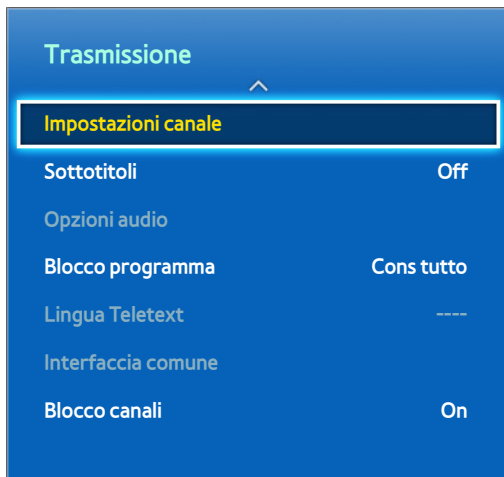 Trasmissione
Impostazioni canale
Sottotitoli Off
Opzioni audio
Blocco programma Cons tutto
Lingua Teletext ----
Interfaccia comune
Blocco canali On